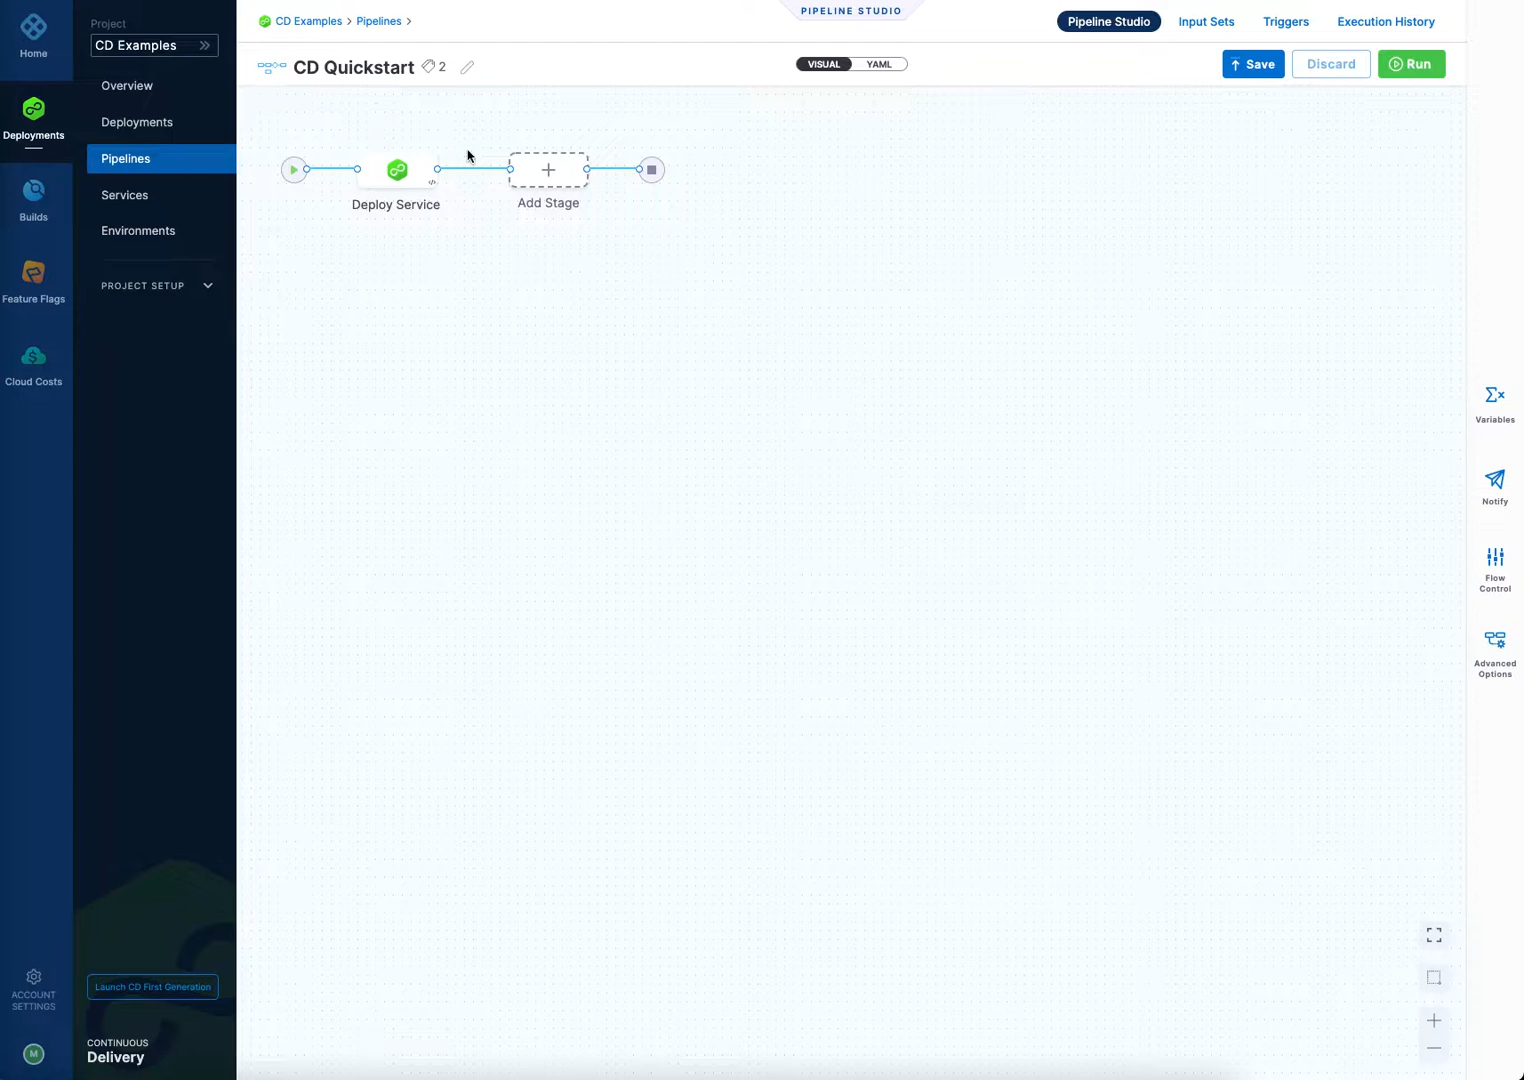 Home
Deployments
Builds
Feature Flags
Cloud Costs
ACCOUNT
SETTINGS
M
Project
CD Examples
Overview
Deployments
Pipelines
Services
Environments
PROJECT SETUP
Launch CD First Generation
CONTINUOUS
Delivery
CD Examples > Pipelines >
PIPELINE STUDIO
Pipeline Studio
Input Sets
Triggers
Execution History
CD Quickstart
2
VISUAL
YAML
Save
Discard
Run
Deploy Service
Add Stage
Variables
Notify
Flow
Control
Advanced
Options